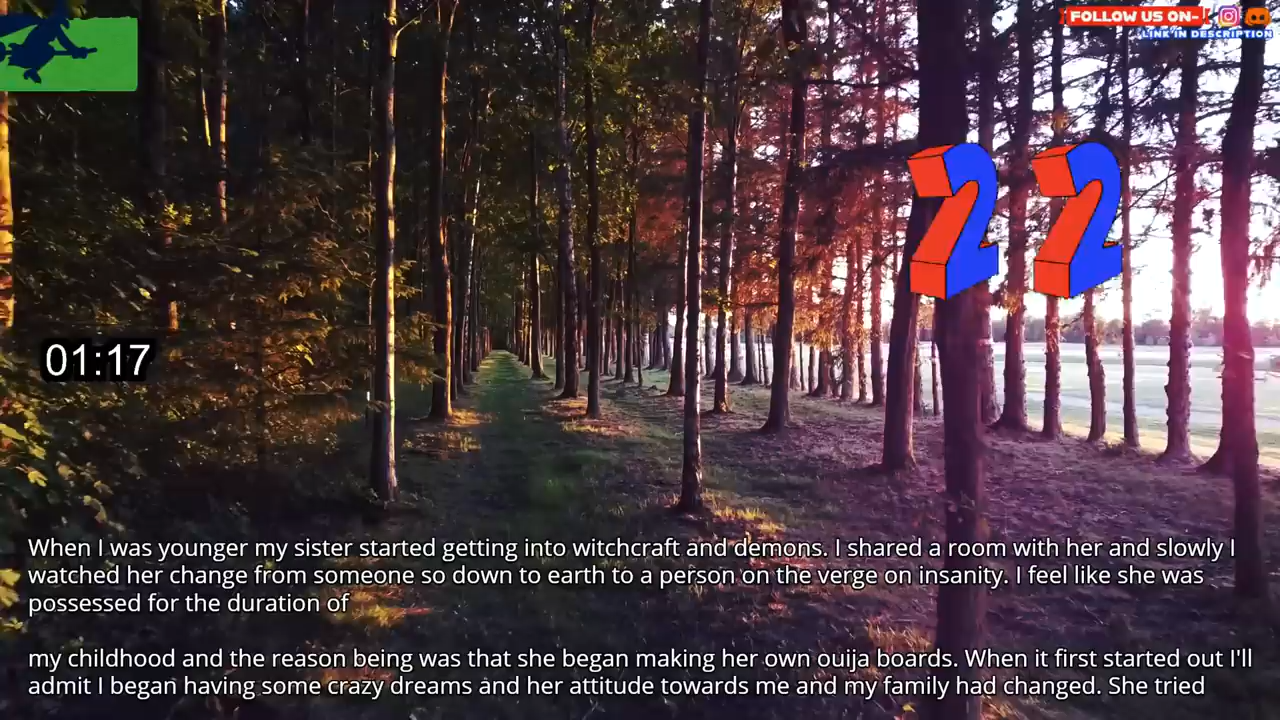 FOLLOW US ON-
LINK IN DESCRIPTION
22
01:17
When I was younger my sister started getting into witchcraft and demons. I shared a room with her and slowly I
watched her change from someone so down to earth to a person on the verge on insanity. I feel like she was
possessed for the duration of
my childhood and the reason being was that she began making her own ouija boards. When it first started out I'll
admit I began having some crazy dreams and her attitude towards me and my family had changed. She tried